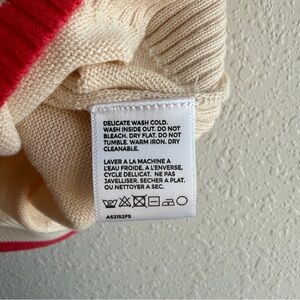 DELICATE WASH COLD.
WASH INSIDE OUT. DO NOT
BLEACH. DRY FLAT. DO NOT
TUMBLE. WARM IRON. DRY
CLEANABLE.
LAVER A LA MACHINE A
L'EAU FROIDE, A L'ENVERSE,
CYCLE DELICAT. NE PAS
JAVELLISER. SECHER A PLAT.
OU NETTOYER A SEC.
AS3152FS